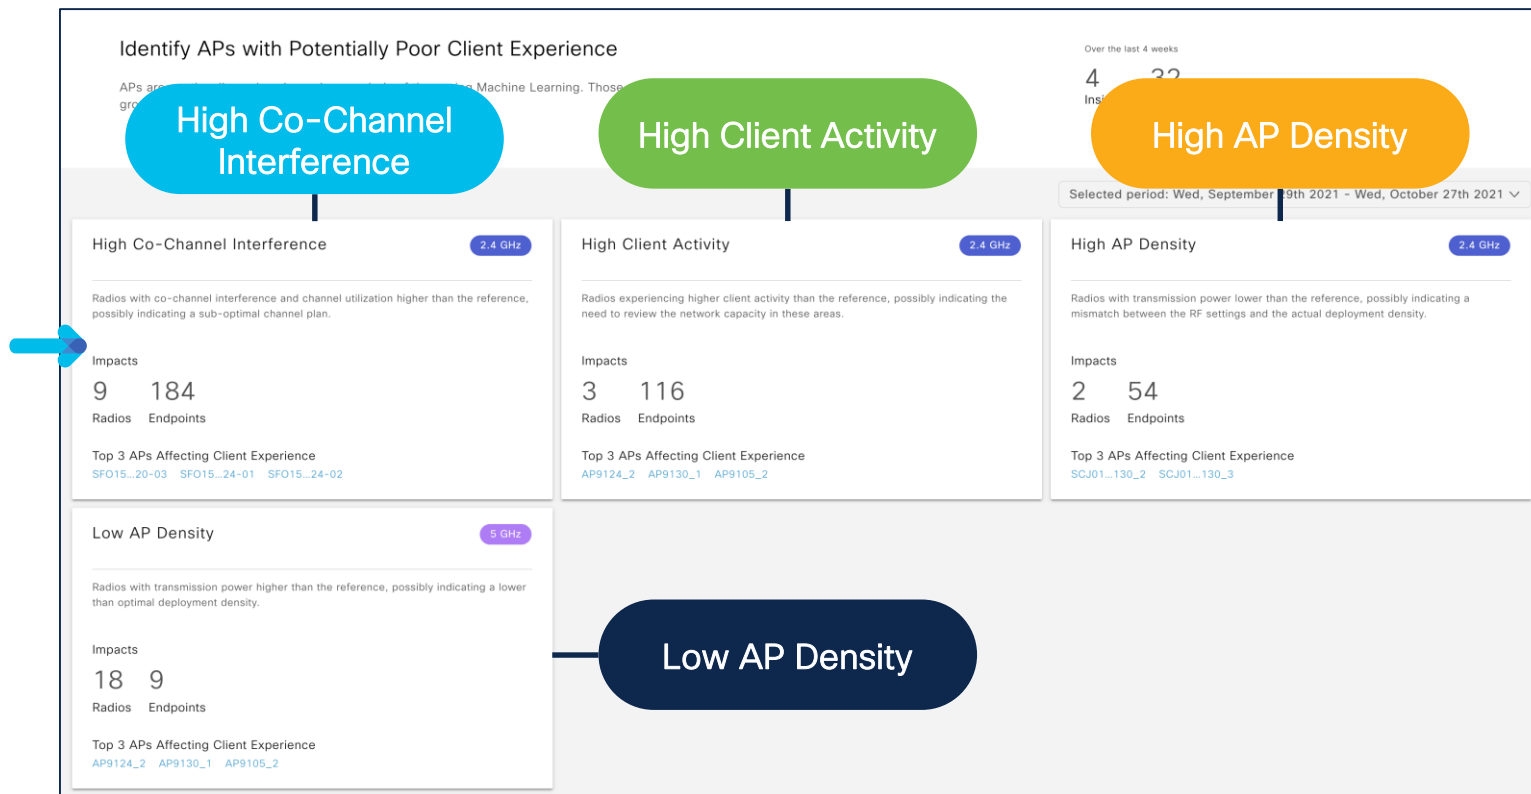 Identify APs with Potentially Poor Client Experience
Over the last 4 weeks
APs are
Machine Learning. Those
4 32
High Co-Channel
Interference
High Client Activity
High AP Density
Selected period: Wed, September 29th 2021 - Wed, October 27th 2021
High Co-Channel Interference
2.4 GHz
Radios with co-channel interference and channel utilization higher than the reference,
possibly indicating a sub-optimal channel plan.
Impacts
9 184
Radios Endpoints
Top 3 APs Affecting Client Experience
SFO15...20-03 SFO15...24-01 SFO15...24-02
High Client Activity
2.4 GHz
Radios experiencing higher client activity than the reference, possibly indicating the
need to review the network capacity in these areas.
Impacts
3 116
Radios Endpoints
Top 3 APs Affecting Client Experience
AP9124_2 AP9130_1 AP9105_2
High AP Density
2.4 GHz
Radios with transmission power lower than the reference, possibly indicating a
mismatch between the RF settings and the actual deployment density.
Impacts
2 54
Radios Endpoints
Top 3 APs Affecting Client Experience
SCJ01...130_2 SCJ01...130_3
Low AP Density
5 GHz
Radios with transmission power higher than the reference, possibly indicating a lower
than optimal deployment density.
Impacts
18 9
Radios Endpoints
Top 3 APs Affecting Client Experience
AP9124_2 AP9130_1 AP9105_2
Low AP Density